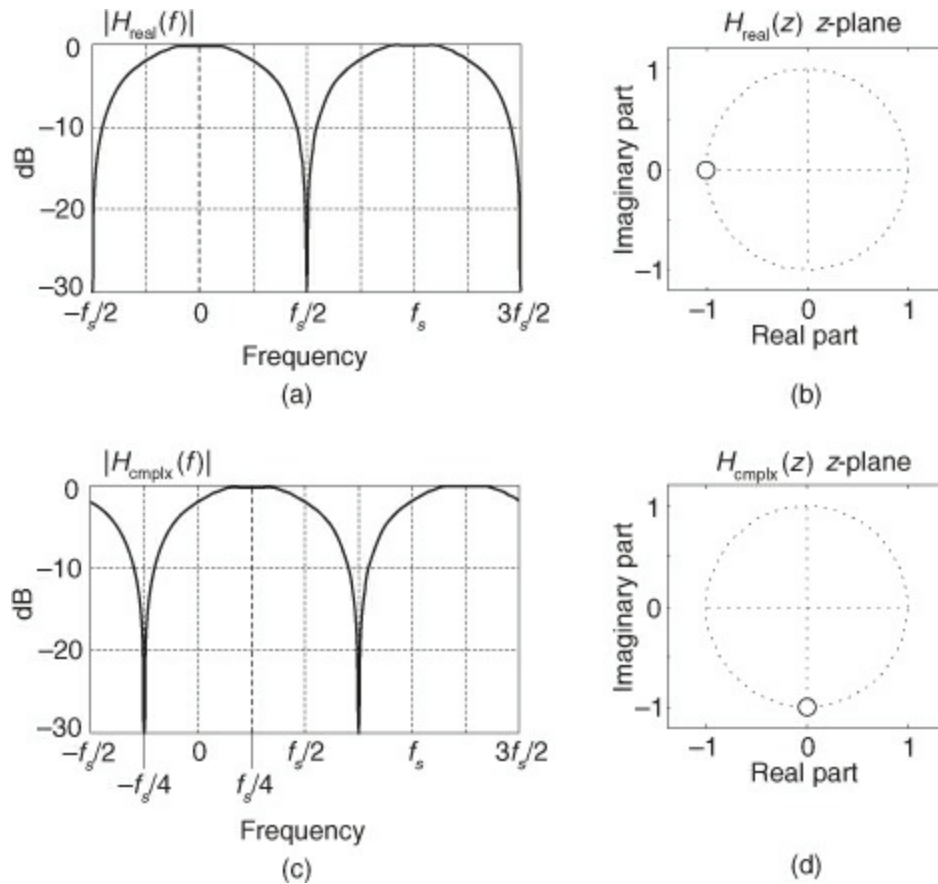 |H_real(f)|
0
–10
dB
–20
–30
–f_s/2
0
f_s/2
f_s
3f_s/2
Frequency
(a)
H_real(z) z-plane
1
Imaginary part
0
–1
–1
0
1
Real part
(b)
|H_cmplx(f)|
0
–10
dB
–20
–30
–f_s/2
0
f_s/2
f_s
3f_s/2
–f_s/4
f_s/4
Frequency
(c)
H_cmplx(z) z-plane
1
Imaginary part
0
–1
–1
0
1
Real part
(d)